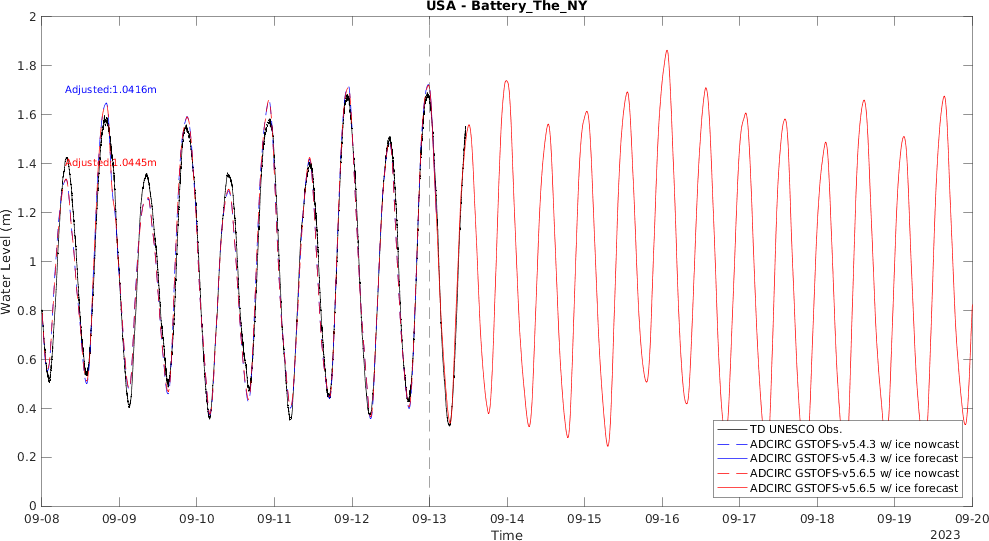 USA - Battery_The_NY
2
1.8
1.6
1.4
1.2
1
0.8
0.6
0.4
0.2
0
Water Level (m)
Adjusted:1.0416m
Adjusted:1.0445m
TD UNESCO Obs.
ADCIRC GSTOFS-v5.4.3 w/ ice nowcast
ADCIRC GSTOFS-v5.4.3 w/ ice forecast
ADCIRC GSTOFS-v5.6.5 w/ ice nowcast
ADCIRC GSTOFS-v5.6.5 w/ ice forecast
09-08 09-09 09-10 09-11 09-12 09-13 09-14 09-15 09-16 09-17 09-18 09-19 09-20
Time
2023